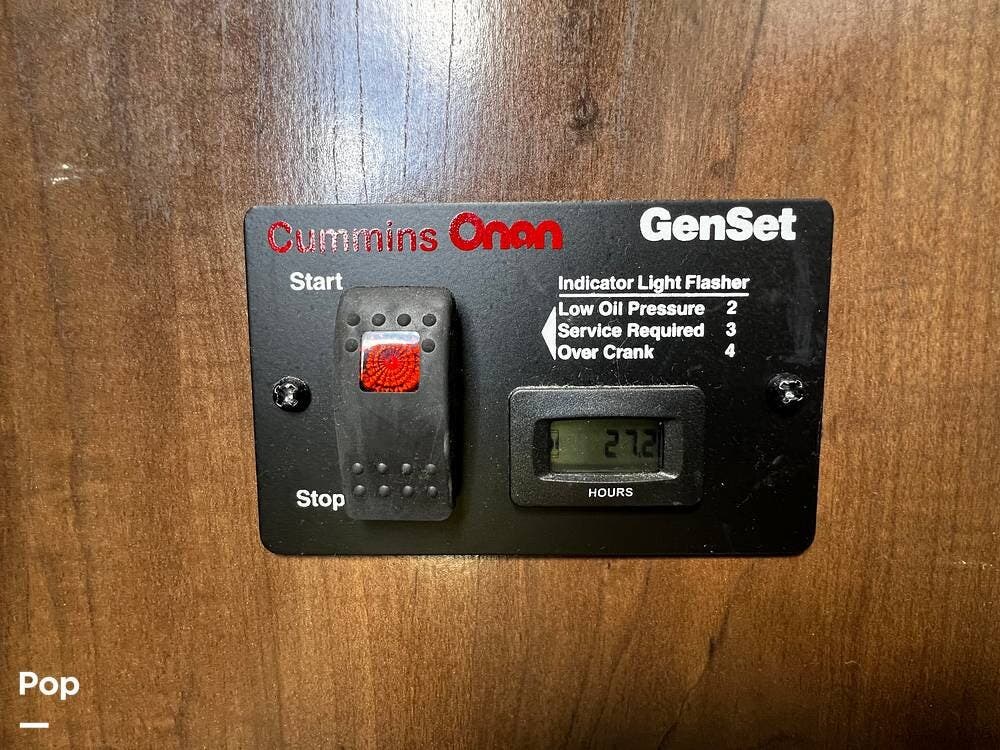 Cummins Onan GenSet
Start
Indicator Light Flasher
Low Oil Pressure 2
Service Required 3
Over Crank 4
27.2
HOURS
Stop
Pop